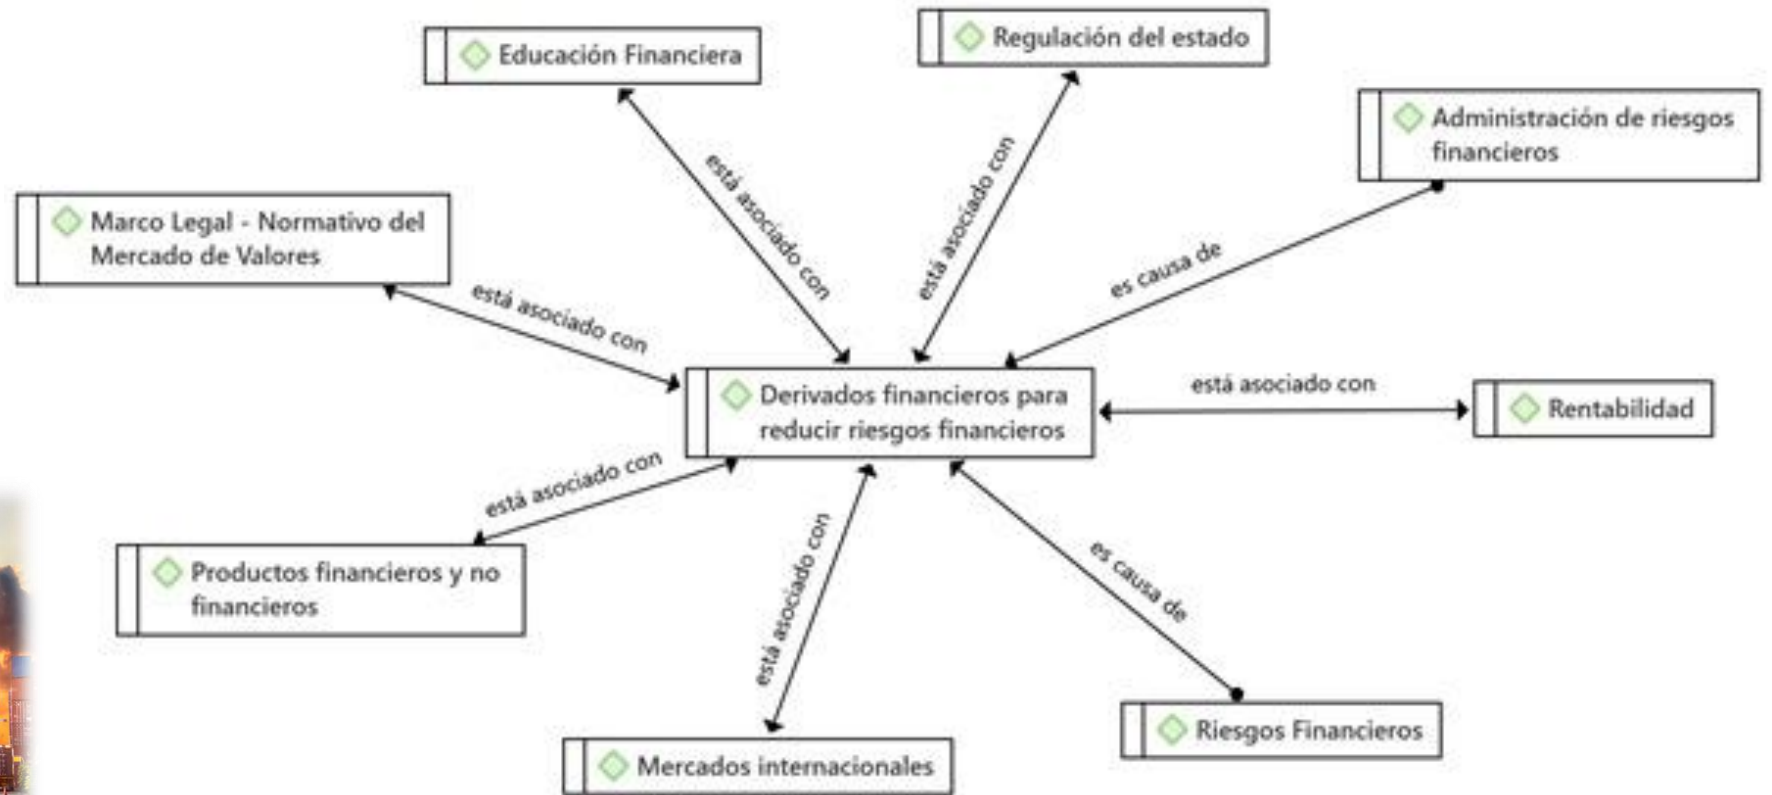 Educación Financiera
Regulación del estado
Administración de riesgos
financieros
Marco Legal - Normativo del
Mercado de Valores
está asociado con
está asociado con
es causa de
está asociado con
Derivados financieros para
reducir riesgos financieros
está asociado con
Rentabilidad
está asociado con
Productos financieros y no
financieros
está asociado con
es causa de
Mercados internacionales
Riesgos Financieros